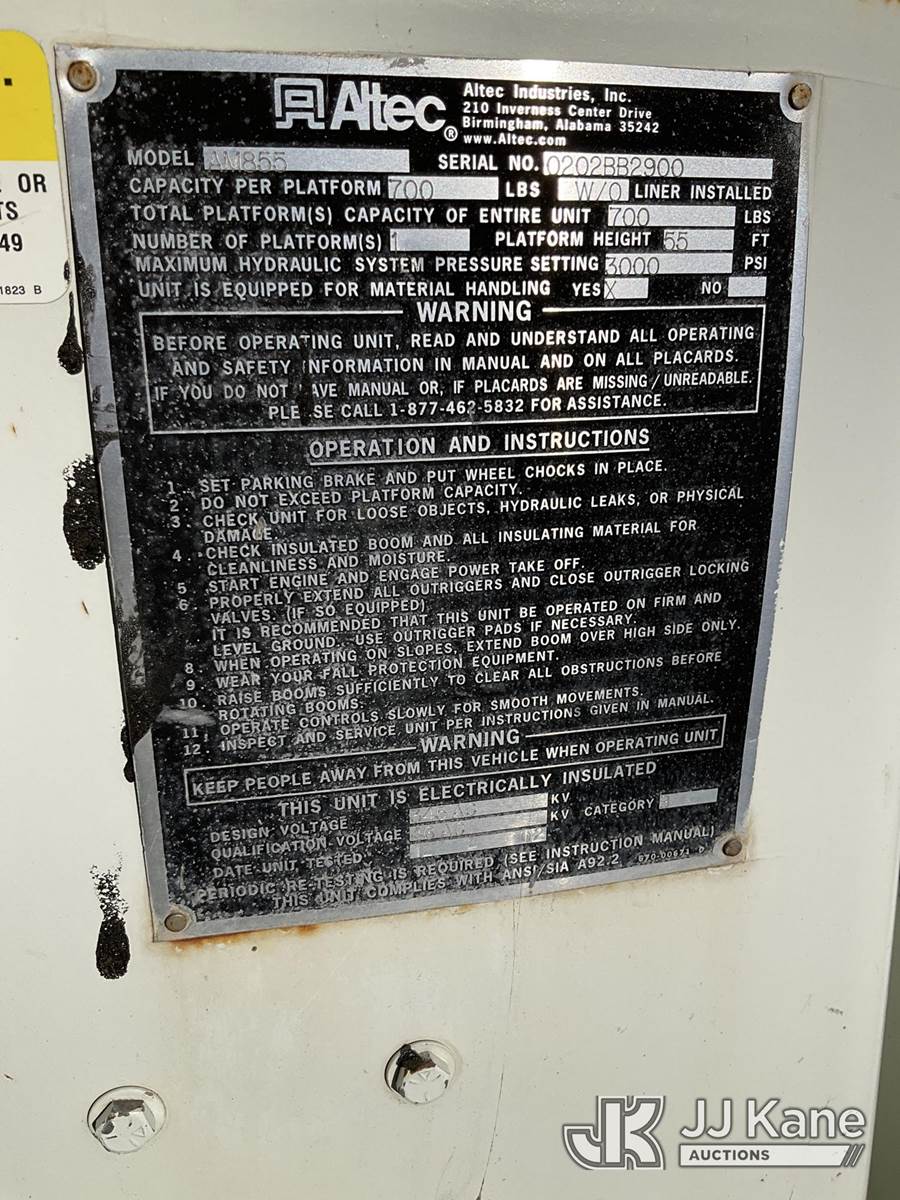 OR
TS
49
1823 B
Altec®
Altec Industries, Inc.
210 Inverness Center Drive
Birmingham, Alabama 35242
www.Altec.com
MODEL AM855 SERIAL NO. 0202BB2900
CAPACITY PER PLATFORM 700 LBS W/O LINER INSTALLED
TOTAL PLATFORM(S) CAPACITY OF ENTIRE UNIT 700 LBS
NUMBER OF PLATFORM(S) 1 PLATFORM HEIGHT 55 FT
MAXIMUM HYDRAULIC SYSTEM PRESSURE SETTING 3000 PSI
UNIT IS EQUIPPED FOR MATERIAL HANDLING YES X NO
WARNING
BEFORE OPERATING UNIT, READ AND UNDERSTAND ALL OPERATING
AND SAFETY NFORMATION IN MANUAL AND ON ALL PLACARDS.
IF YOU DO NOT AVE MANUAL OR, IF PLACARDS ARE MISSING/UNREADABLE.
PLE SE CALL 1-877-462-5832 FOR ASSISTANCE.
OPERATION AND INSTRUCTIONS
1. SET PARKING BRAKE AND PUT WHEEL CHOCKS IN PLACE.
2. DO NOT EXCEED PLATFORM CAPACITY.
3. CHECK UNIT FOR LOOSE OBJECTS, HYDRAULIC LEAKS, OR PHYSICAL
DAMAGE
4. CHECK INSULATED BOOM AND ALL INSULATING MATERIAL FOR
CLEANLINESS AND MOISTURE.
5. START ENGINE AND ENGAGE POWER TAKE OFF.
6. PROPERLY EXTEND ALL OUTRIGGERS AND CLOSE OUTRIGGER LOCKING
VALVES. (IF SO EQUIPPED)
IT IS RECOMMENDED THAT THIS UNIT BE OPERATED ON FIRM AND
LEVEL GROUND. USE OUTRIGGER PADS IF NECESSARY.
8. WHEN OPERATING ON SLOPES, EXTEND BOOM OVER HIGH SIDE ONLY.
9. WEAR YOUR FALL PROTECTION EQUIPMENT.
10. RAISE BOOMS SUFFICIENTLY TO CLEAR ALL OBSTRUCTIONS BEFORE
ROTATING BOOMS.
11. OPERATE CONTROLS SLOWLY FOR SMOOTH MOVEMENTS.
12. INSPECT AND SERVICE UNIT PER INSTRUCTIONS GIVEN IN MANUAL.
WARNING
KEEP PEOPLE AWAY FROM THIS VEHICLE WHEN OPERATING UNIT
THIS UNIT IS ELECTRICALLY INSULATED
DESIGN VOLTAGE KV
QUALIFICATION VOLTAGE KV CATEGORY
DATE UNIT TESTED.
PERIODIC RE-TESTING IS REQUIRED (SEE INSTRUCTION MANUAL)
THIS UNIT COMPLIES WITH ANSI/SIA A92.2
JK JJ Kane
AUCTIONS